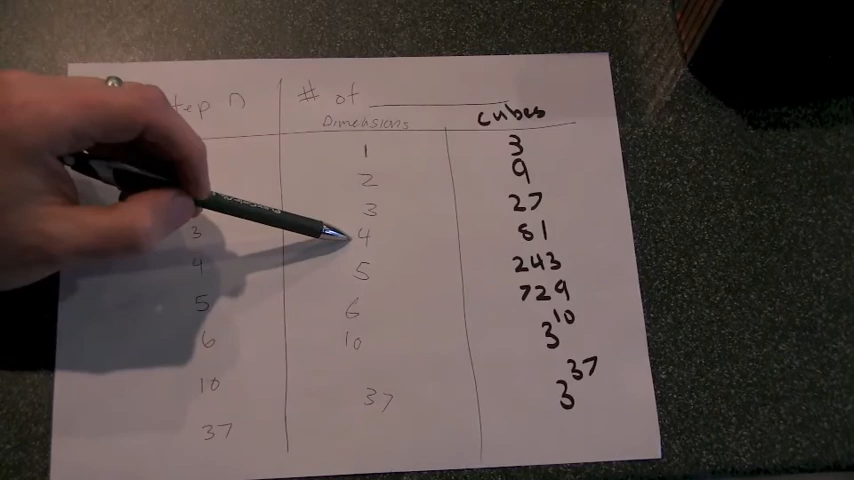 tep n # of
Dimensions cubes
1 3
2 9
3 27
3 4 81
4 5 243
5 6 729
6 10 3^10
10 37 3^37
37